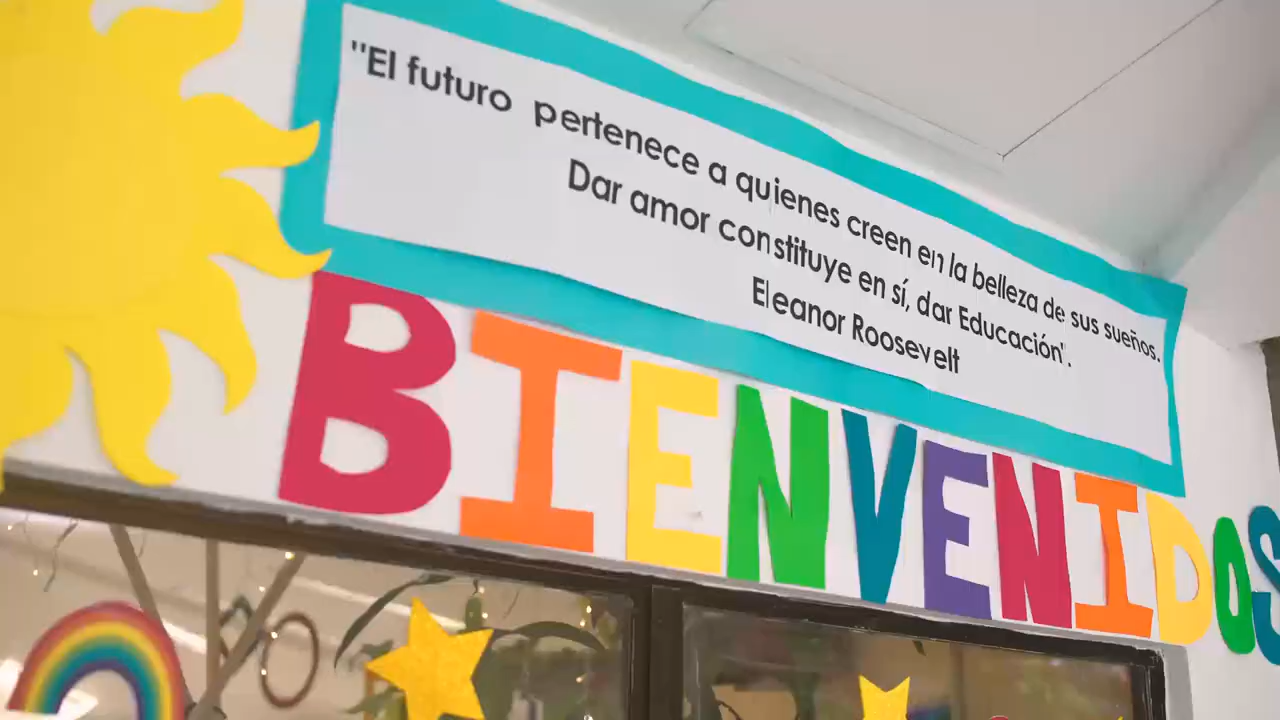 "El futuro pertenece a quienes creen en la belleza de sus sueños.
Dar amor constituye en sí, dar Educación".
Eleanor Roosevelt
BIENVENIDOS